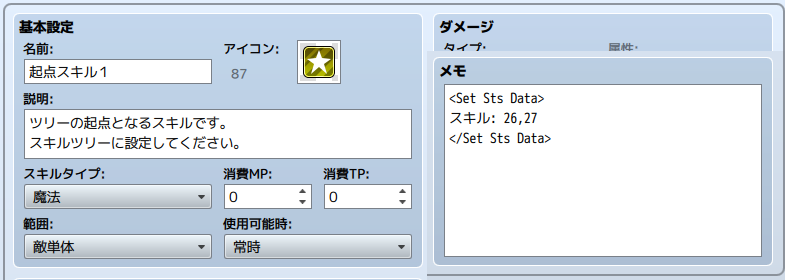 基本設定
名前:
アイコン:
起点スキル１
87
説明:
ツリーの起点となるスキルです。
スキルツリーに設定してください。
スキルタイプ:
消費MP:
消費TP:
魔法
0
0
範囲:
使用可能時:
敵単体
常時
ダメージ
タイプ:
属性:
メモ
<Set Sts Data>
スキル: 26,27
</Set Sts Data>